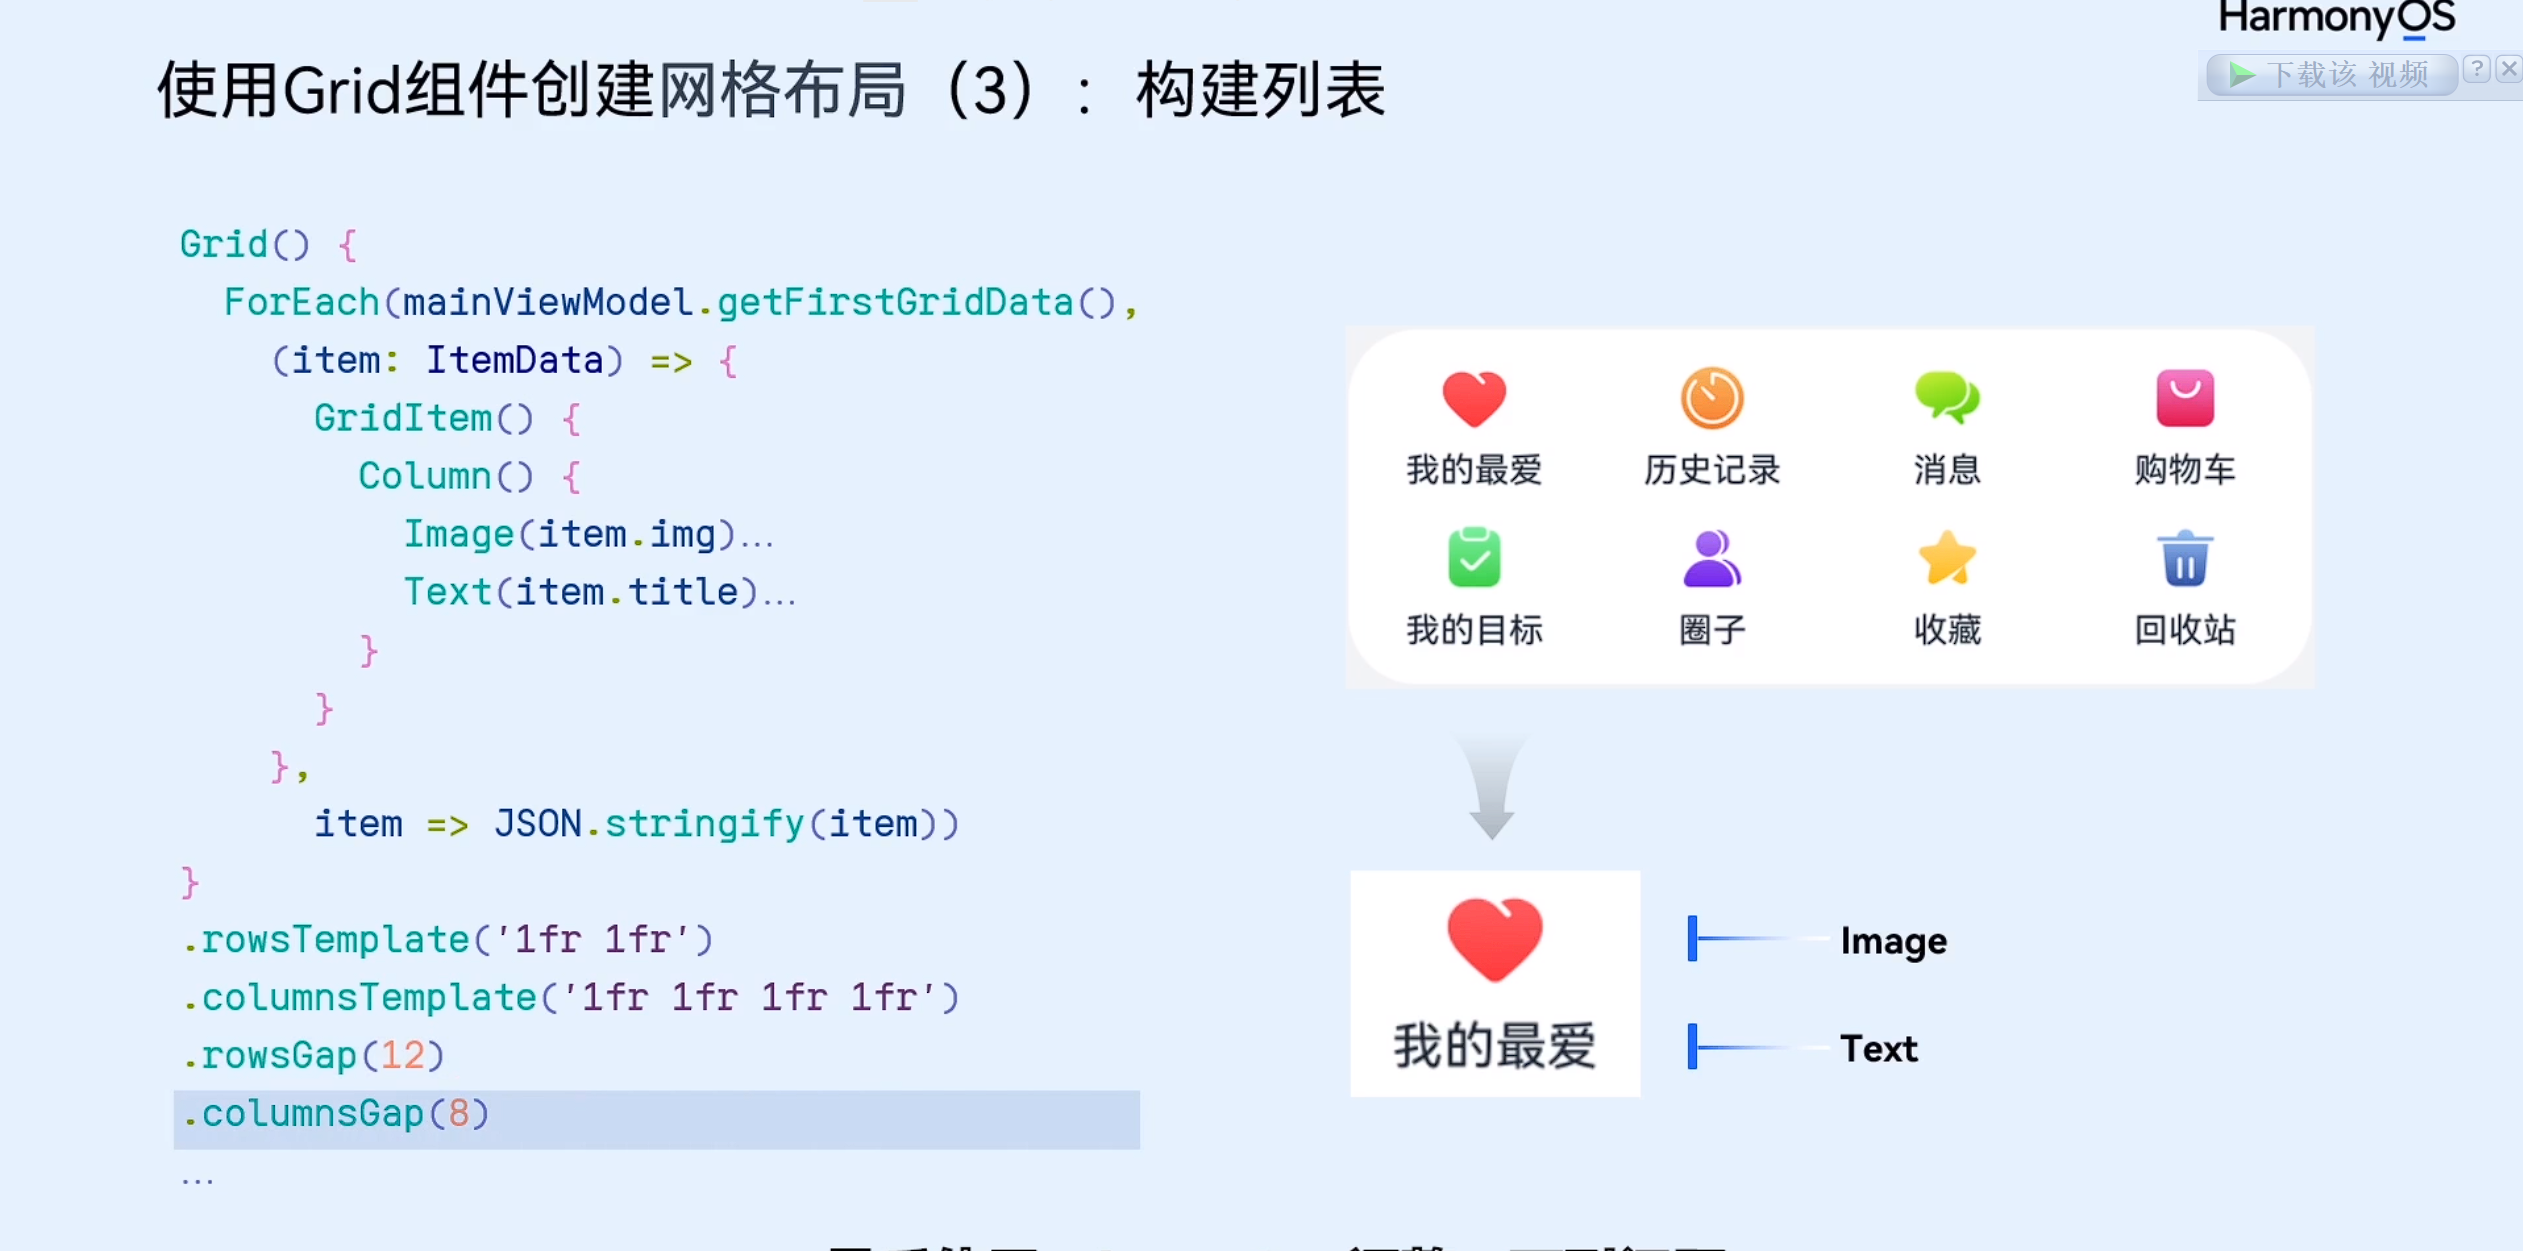 HarmonyOS
下载该 视频
使用Grid组件创建网格布局（3）：构建列表
Grid() {
ForEach(mainViewModel.getFirstGridData(),
(item: ItemData) => {
GridItem() {
Column() {
Image(item.img)...
Text(item.title)...
}
}
},
item => JSON.stringify(item))
}
.rowsTemplate('1fr 1fr')
.columnsTemplate('1fr 1fr 1fr 1fr')
.rowsGap(12)
.columnsGap(8)
...
我的最爱 历史记录 消息 购物车
我的目标 圈子 收藏 回收站
我的最爱
Image
Text